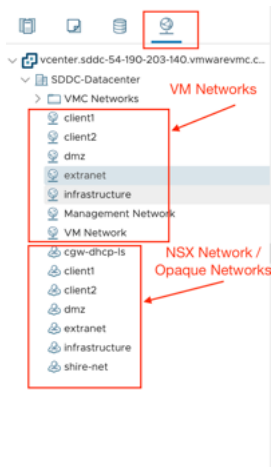 vcenter.sddc-54-190-203-140.vmwarevmc.c...
SDDC-Datacenter
VM Networks
VMC Networks
client1
client2
dmz
extranet
infrastructure
Management Network
VM Network
cgw-dhcp-ls
NSX Network /
Opaque Networks
client1
client2
dmz
extranet
infrastructure
shire-net